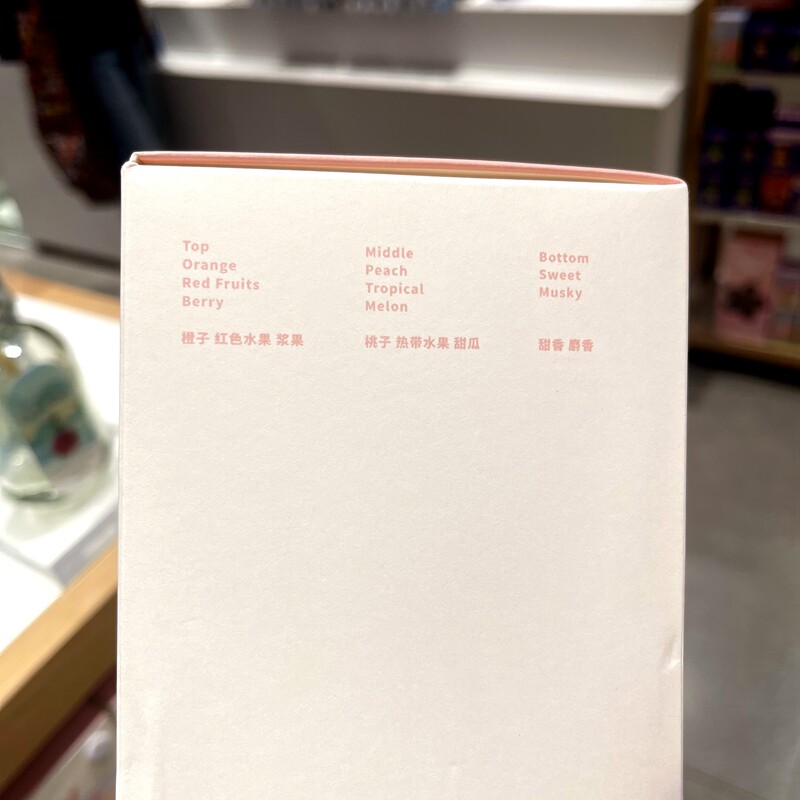 Top
Orange
Red Fruits
Berry
橙子 红色水果 浆果
Middle
Peach
Tropical
Melon
桃子 热带水果 甜瓜
Bottom
Sweet
Musky
甜香 麝香